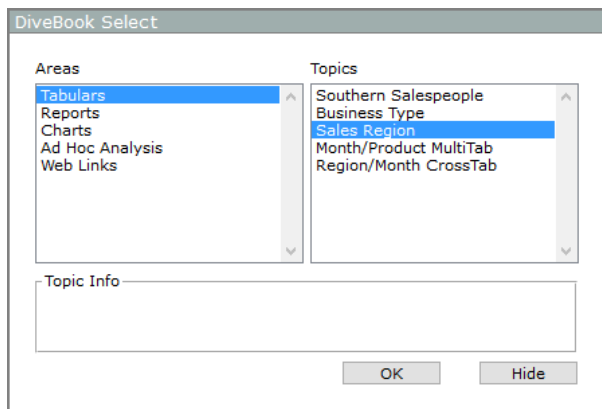 DiveBook Select
Areas
Topics
Tabulars
Reports
Charts
Ad Hoc Analysis
Web Links
Southern Salespeople
Business Type
Sales Region
Month/Product MultiTab
Region/Month CrossTab
Topic Info
OK
Hide